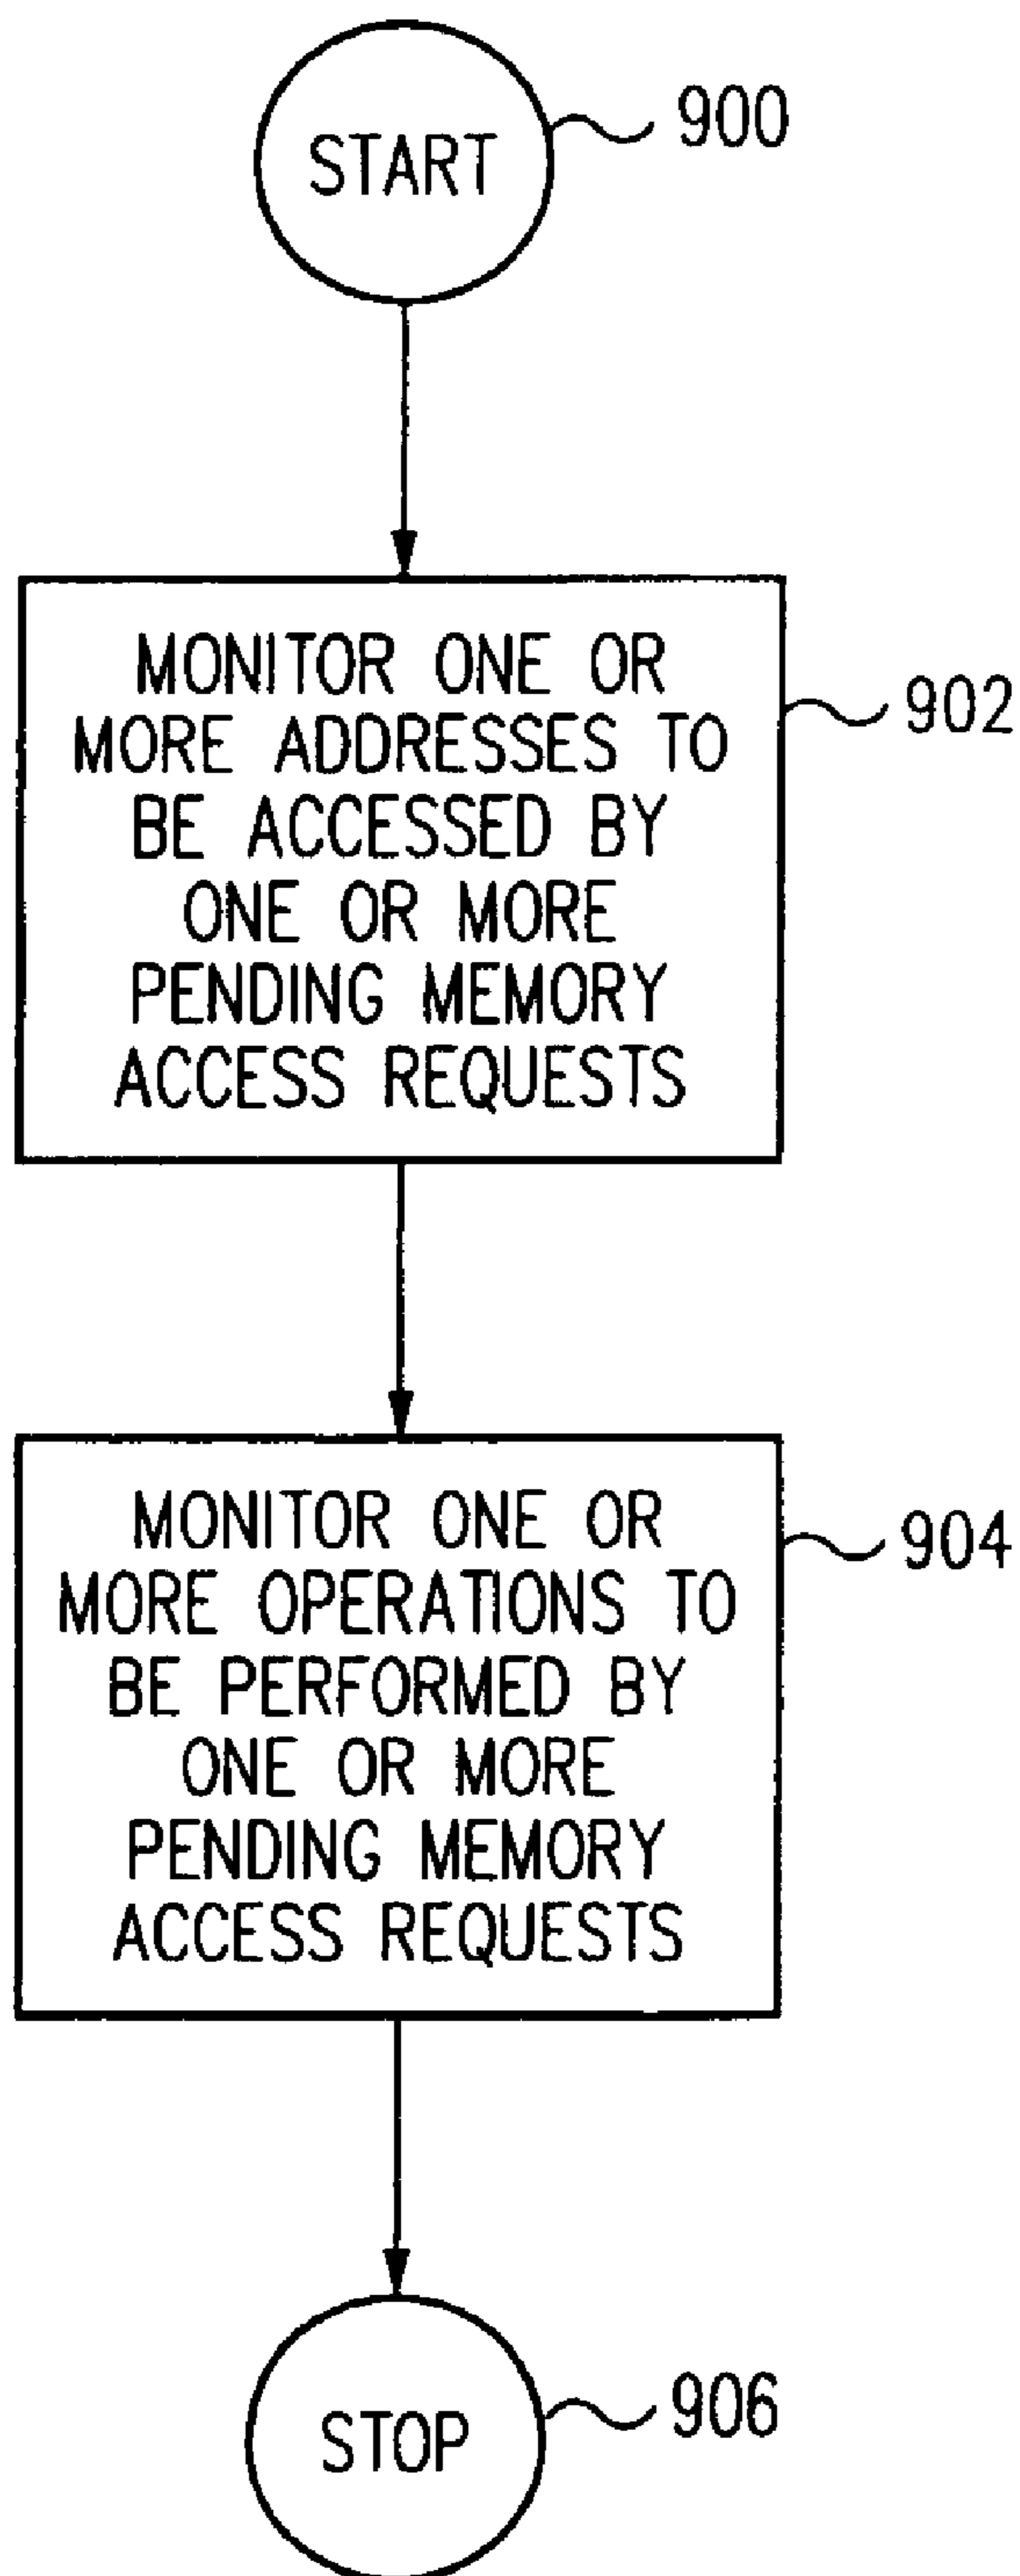 START
900
MONITOR ONE OR
MORE ADDRESSES TO
BE ACCESSED BY
ONE OR MORE
PENDING MEMORY
ACCESS REQUESTS
902
MONITOR ONE OR
MORE OPERATIONS TO
BE PERFORMED BY
ONE OR MORE
PENDING MEMORY
ACCESS REQUESTS
904
STOP
906